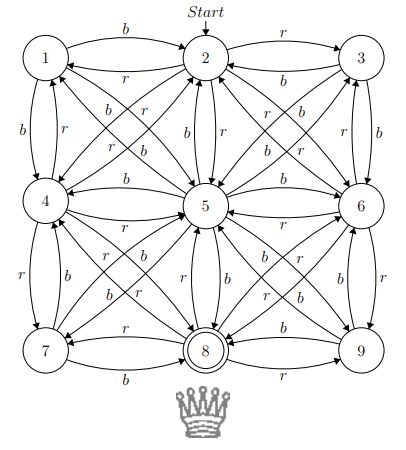 Start
b r
1 2 3
r b
b r r b
b r b r r b
r b b r
b b
4 5 6
r r
r b b r
r b r b b r
b r r b
r b
7 8 9
b r